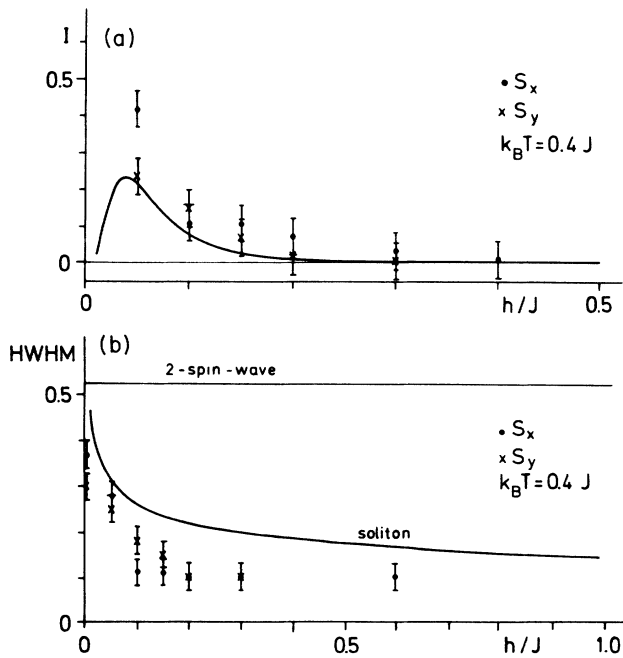 I (a)
0.5
• Sx
x Sy
kBT=0.4 J
0
0 0.5
h/J
HWHM (b)
2-spin-wave
0.5
• Sx
x Sy
kBT=0.4 J
soliton
0
0 0.5 1.0
h/J